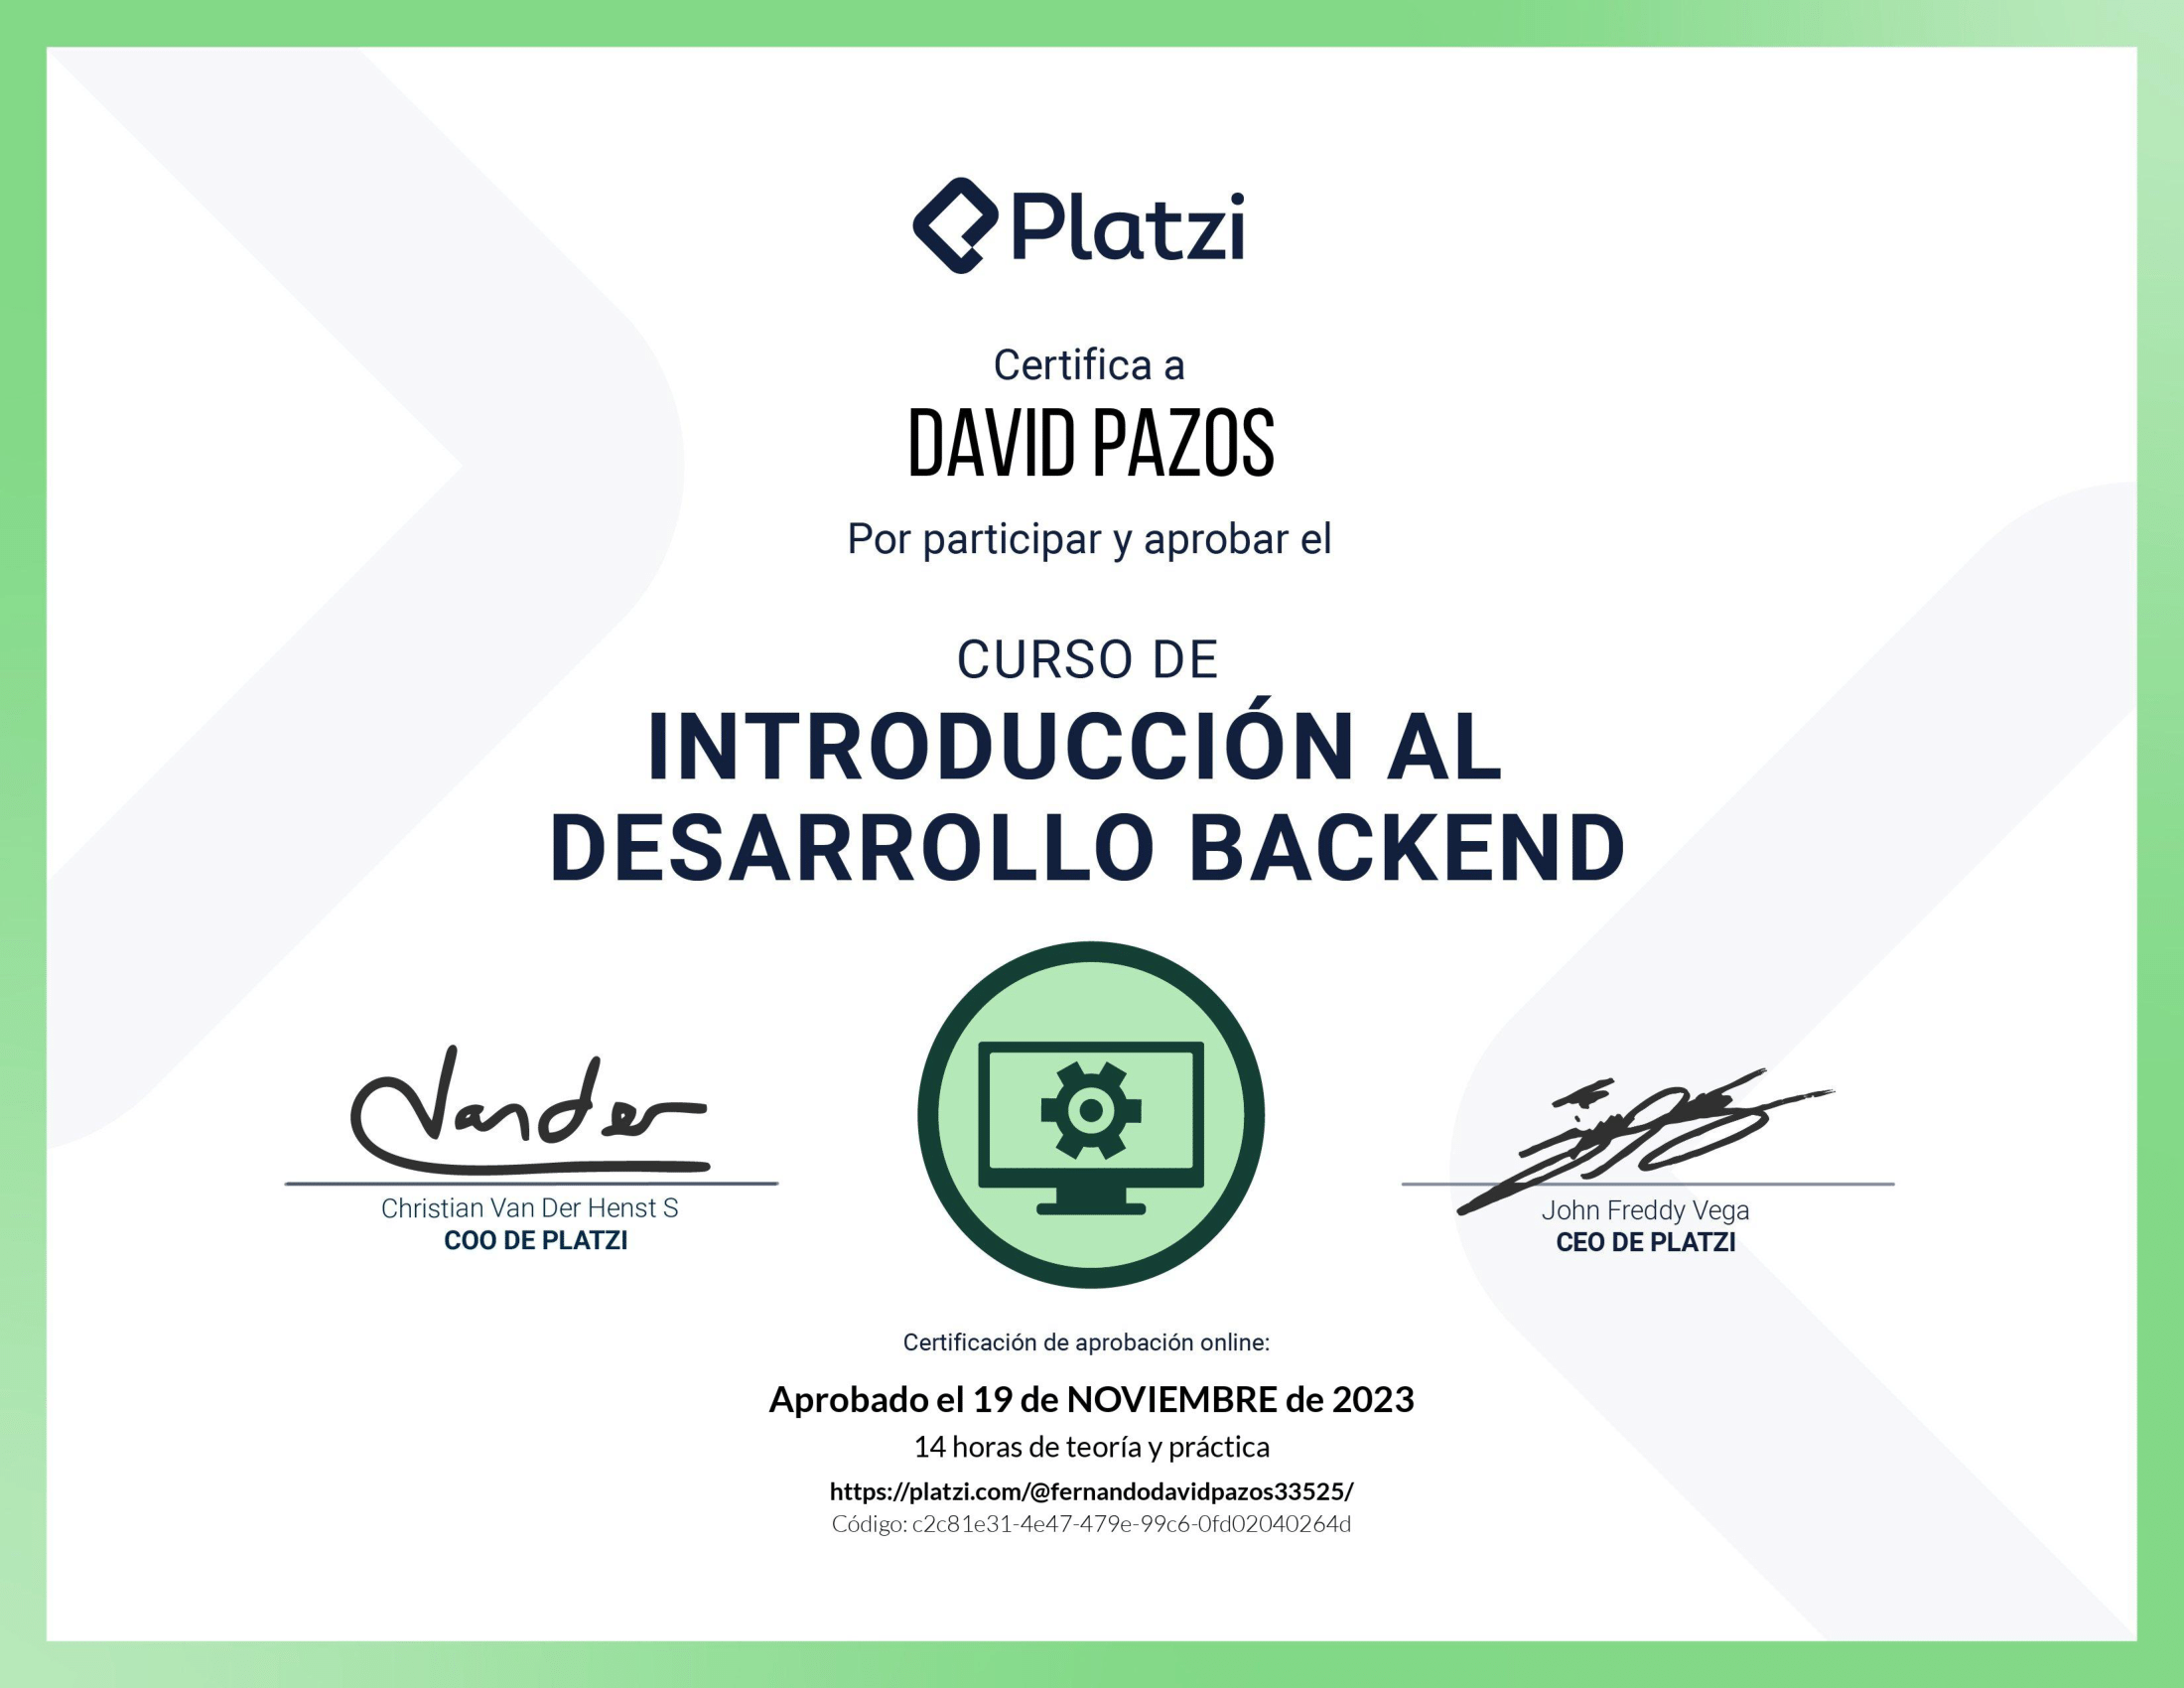 Platzi
Certifica a
DAVID PAZOS
Por participar y aprobar el
CURSO DE
INTRODUCCIÓN AL
DESARROLLO BACKEND
Vander
Christian Van Der Henst S
COO DE PLATZI
John Freddy Vega
CEO DE PLATZI
Certificación de aprobación online:
Aprobado el 19 de NOVIEMBRE de 2023
14 horas de teoría y práctica
https://platzi.com/@fernandodavidpazos33525/
Código: c2c81e31-4e47-479e-99c6-0fd02040264d